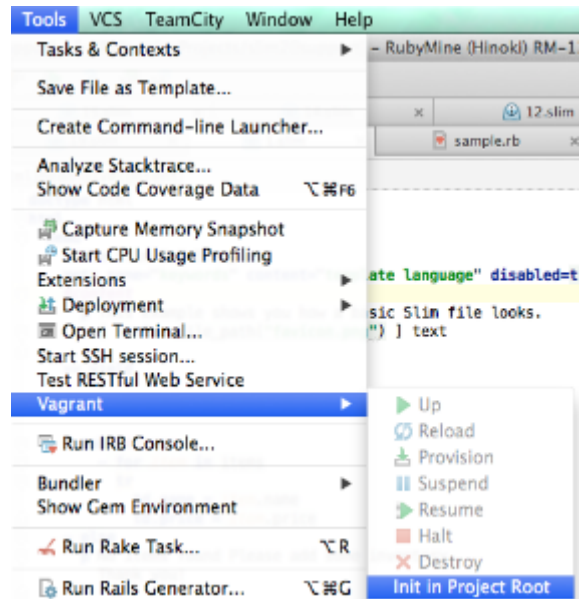 Tools VCS TeamCity Window Help
Tasks & Contexts
- RubyMine (Hinoki) RM-1
Save File as Template...
12.slim
Create Command-line Launcher...
sample.rb
Analyze Stacktrace...
Show Code Coverage Data ⌥⌘F6
Capture Memory Snapshot
Start CPU Usage Profiling
Extensions
ate language" disabled=t
Deployment
sic Slim file looks.
Open Terminal...
") ] text
Start SSH session...
Test RESTful Web Service
Vagrant
Up
Reload
Run IRB Console...
Provision
Bundler
Suspend
Show Gem Environment
Resume
Halt
Run Rake Task... ⌥R
Destroy
Run Rails Generator... ⌥⌘G
Init in Project Root